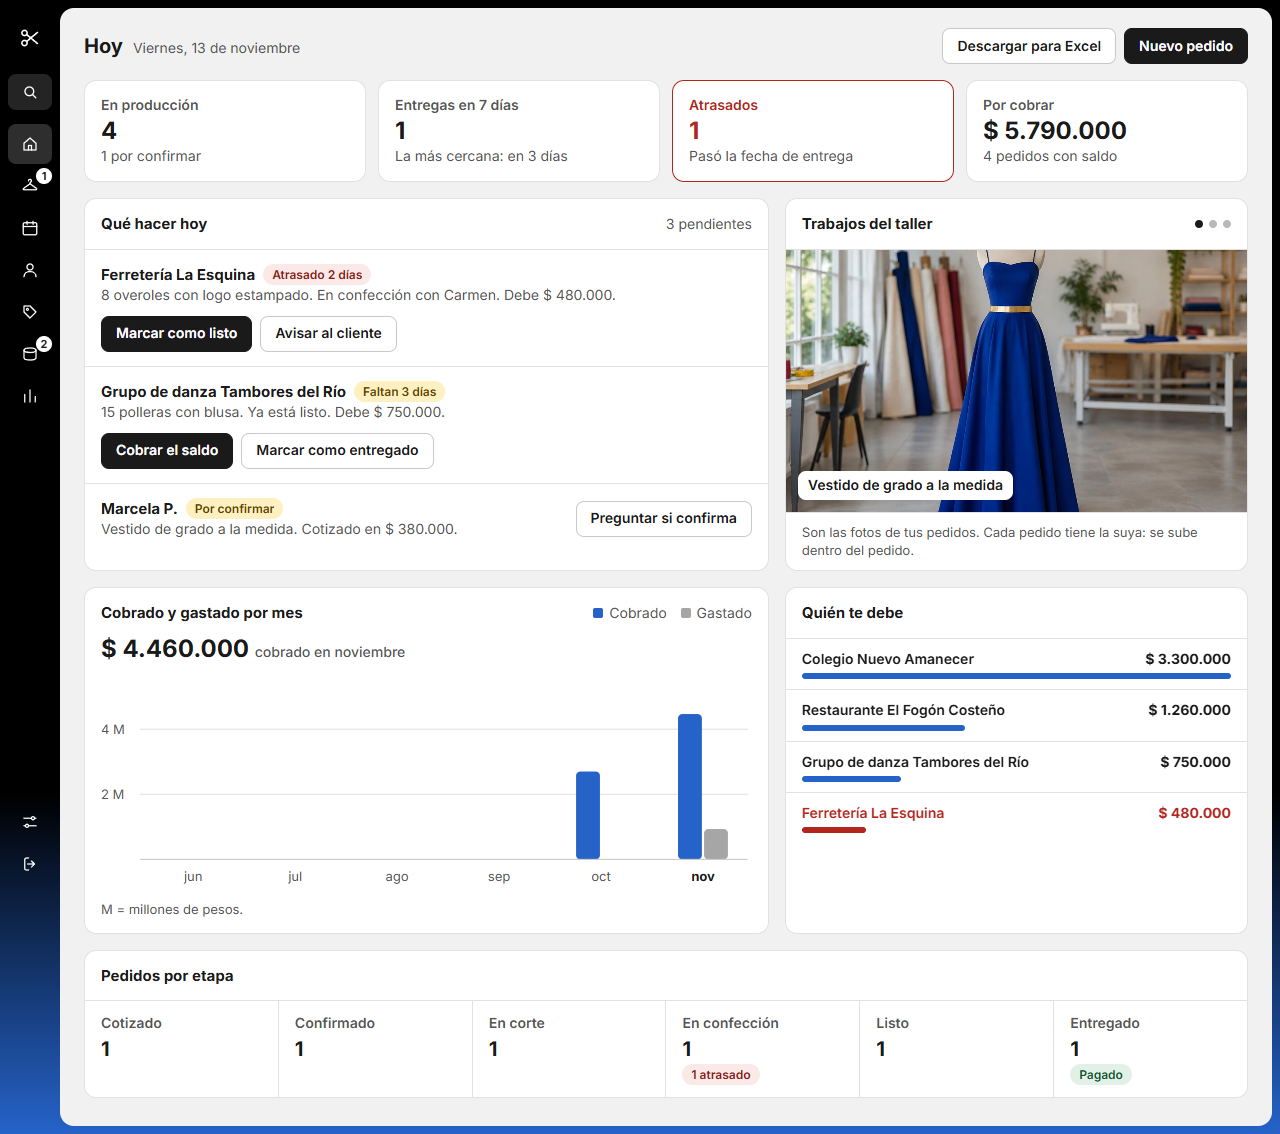 Hoy Viernes, 13 de noviembre
Descargar para Excel
Nuevo pedido
1
2
En producción
4
1 por confirmar
Entregas en 7 días
1
La más cercana: en 3 días
Atrasados
1
Pasó la fecha de entrega
Por cobrar
$ 5.790.000
4 pedidos con saldo
Qué hacer hoy
3 pendientes
Ferretería La Esquina Atrasado 2 días
8 overoles con logo estampado. En confección con Carmen. Debe $ 480.000.
Marcar como listo
Avisar al cliente
Grupo de danza Tambores del Río Faltan 3 días
15 polleras con blusa. Ya está listo. Debe $ 750.000.
Cobrar el saldo
Marcar como entregado
Marcela P. Por confirmar
Vestido de grado a la medida. Cotizado en $ 380.000.
Preguntar si confirma
Trabajos del taller
Vestido de grado a la medida
Son las fotos de tus pedidos. Cada pedido tiene la suya: se sube
dentro del pedido.
Cobrado y gastado por mes
Cobrado
Gastado
$ 4.460.000 cobrado en noviembre
4 M
2 M
jun
jul
ago
sep
oct
nov
M = millones de pesos.
Quién te debe
Colegio Nuevo Amanecer $ 3.300.000
Restaurante El Fogón Costeño $ 1.260.000
Grupo de danza Tambores del Río $ 750.000
Ferretería La Esquina $ 480.000
Pedidos por etapa
Cotizado
1
Confirmado
1
En corte
1
En confección
1
1 atrasado
Listo
1
Entregado
1
Pagado